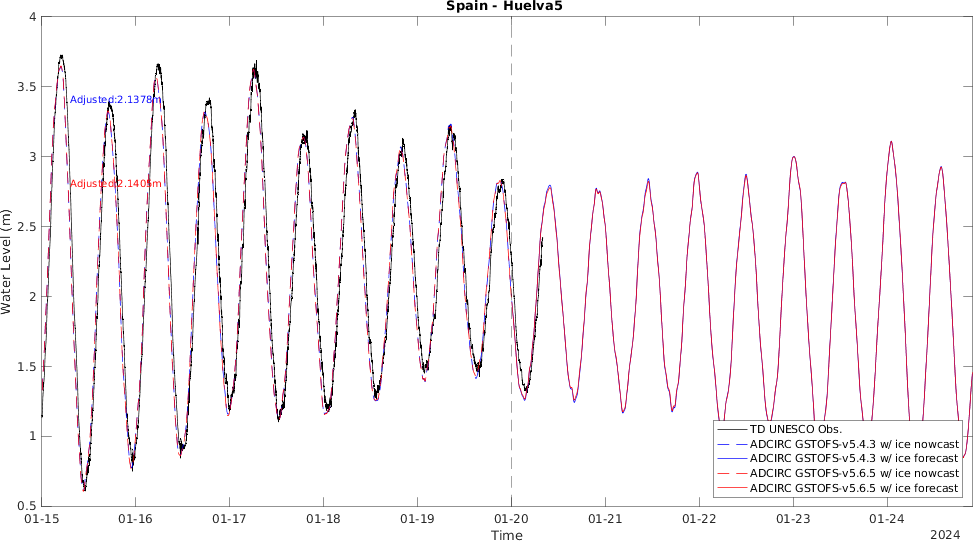 Spain - Huelva5
4
3.5
3
2.5
2
1.5
1
0.5
Water Level (m)
Adjusted:2.1378m
Adjusted:2.1405m
01-15
01-16
01-17
01-18
01-19
01-20
01-21
01-22
01-23
01-24
Time
2024
TD UNESCO Obs.
ADCIRC GSTOFS-v5.4.3 w/ ice nowcast
ADCIRC GSTOFS-v5.4.3 w/ ice forecast
ADCIRC GSTOFS-v5.6.5 w/ ice nowcast
ADCIRC GSTOFS-v5.6.5 w/ ice forecast